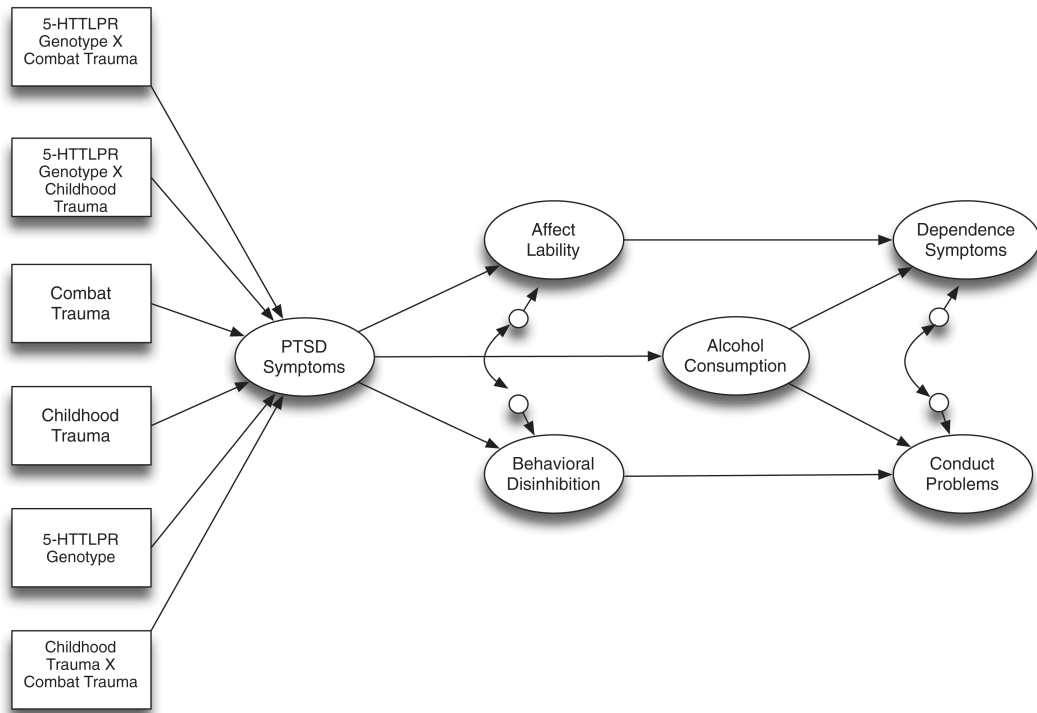 5-HTTLPR
Genotype X
Combat Trauma
5-HTTLPR
Genotype X
Childhood
Trauma
Combat
Trauma
Childhood
Trauma
5-HTTLPR
Genotype
Childhood
Trauma X
Combat Trauma
PTSD
Symptoms
Affect
Lability
Behavioral
Disinhibition
Alcohol
Consumption
Dependence
Symptoms
Conduct
Problems